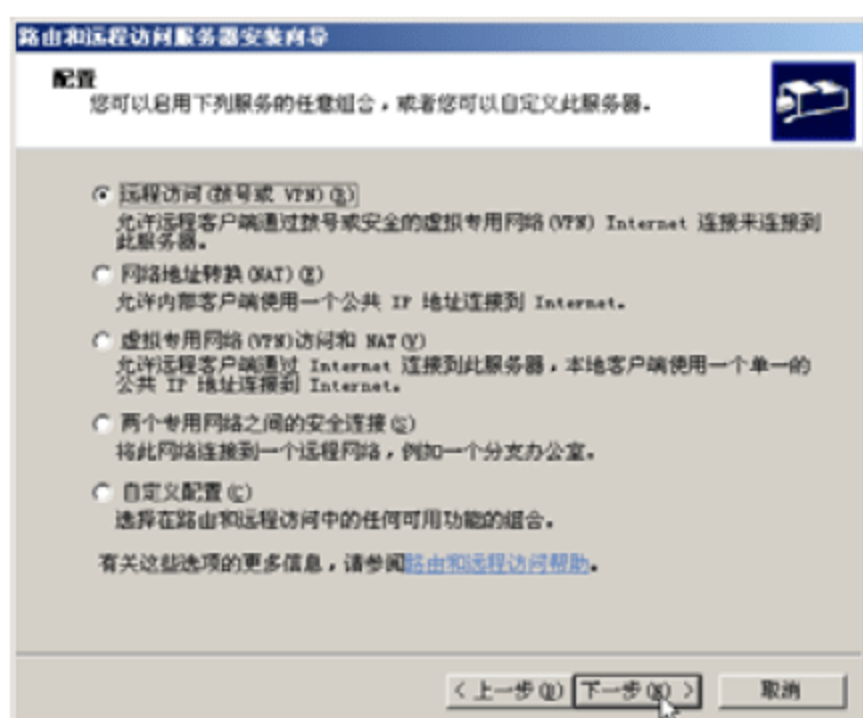 路由和远程访问服务器安装向导
配置
您可以启用下列服务的任意组合，或者您可以自定义此服务器。
远程访问(拨号或 VPN)(R)
允许远程客户端通过拨号或安全的虚拟专用网络(VPN) Internet 连接来连接到
此服务器。
网络地址转换(NAT)(E)
允许内部客户端使用一个公共 IP 地址连接到 Internet。
虚拟专用网络(VPN)访问和 NAT(V)
允许远程客户端通过 Internet 连接到此服务器，本地客户端使用一个单一的
公共 IP 地址连接到 Internet。
两个专用网络之间的安全连接(S)
将此网络连接到一个远程网络，例如一个分支办公室。
自定义配置(C)
选择在路由和远程访问中的任何可用功能的组合。
有关这些选项的更多信息，请参阅路由和远程访问帮助。
< 上一步(B) 下一步(N) > 取消